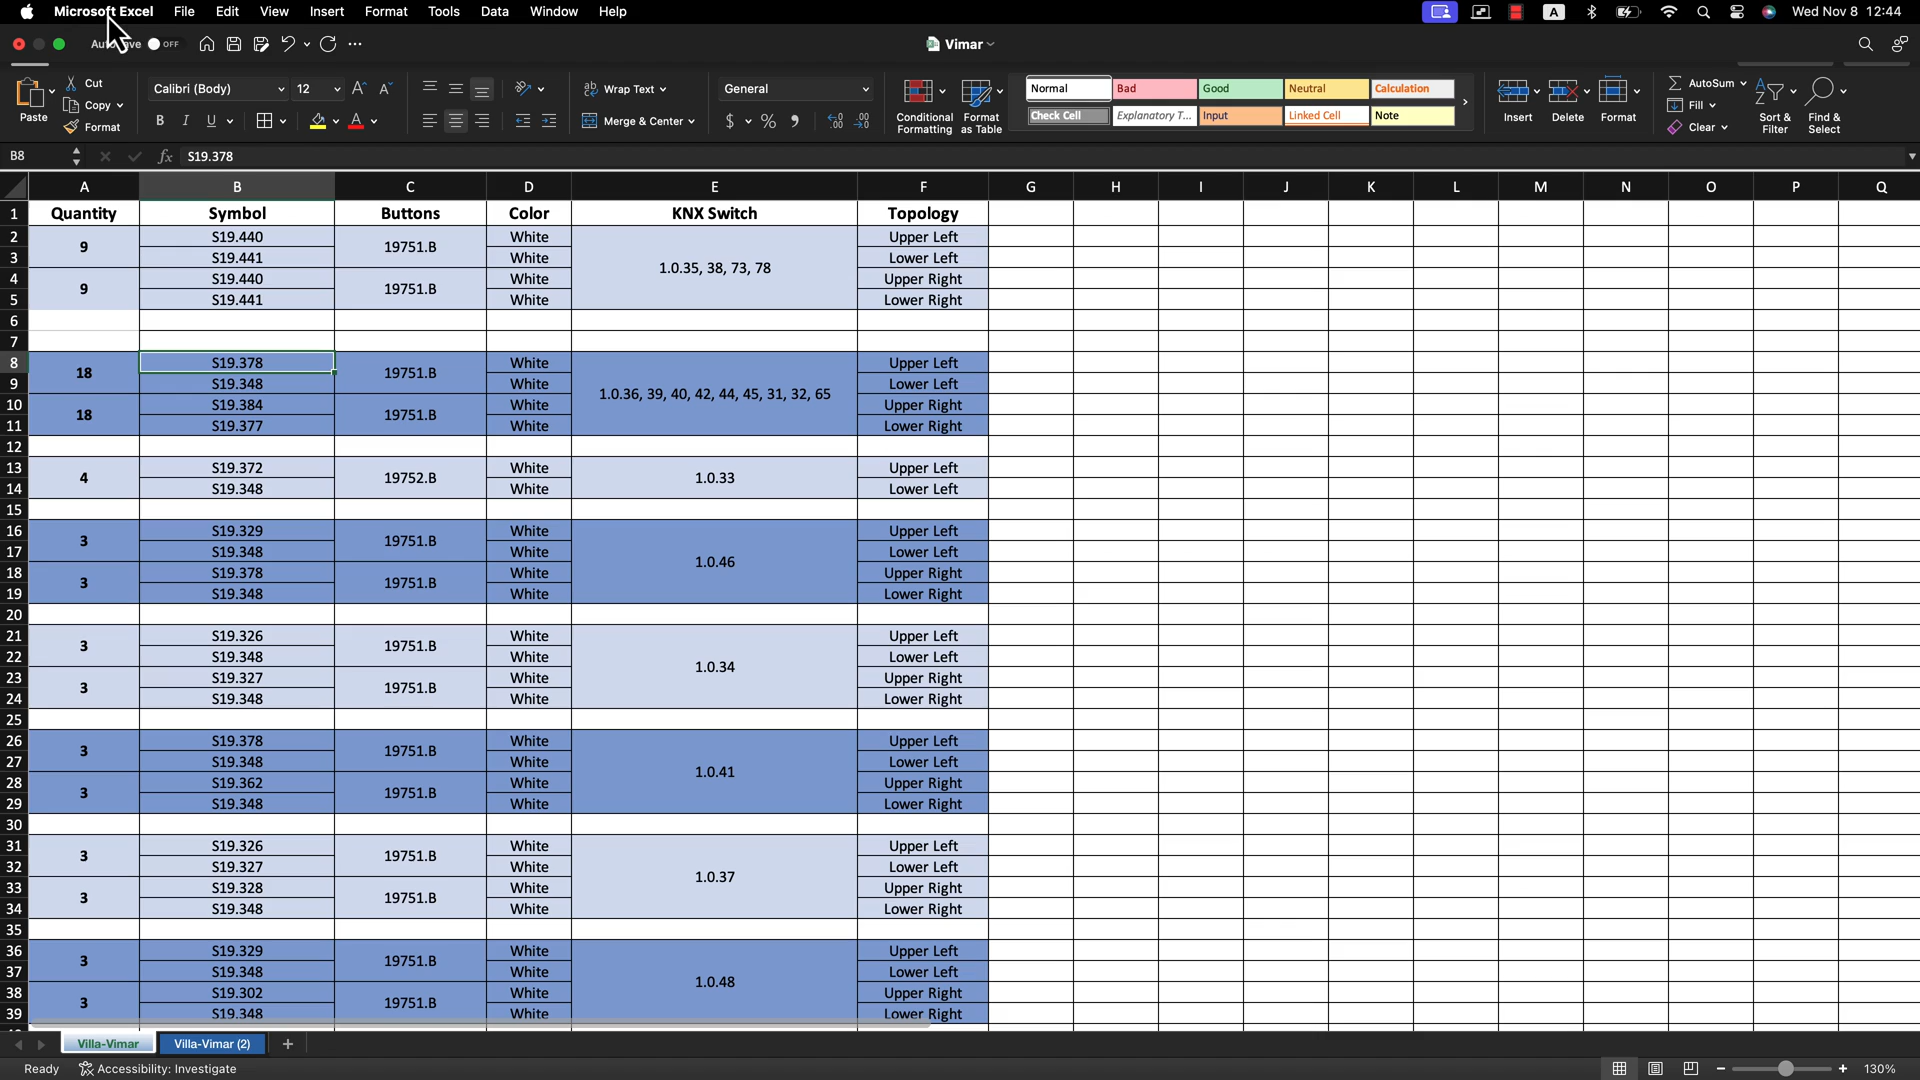 Microsoft Excel File Edit View Insert Format Tools Data Window Help A Wed Nov 8 12:44
OFF Vimar
Paste Cut Copy Format Calibri (Body) 12 Wrap Text Merge & Center General Conditional Formatting Format as Table Normal Bad Good Neutral Calculation Check Cell Explanatory T... Input Linked Cell Note Insert Delete Format AutoSum Fill Clear Sort & Filter Find & Select
B8 fx S19.378
A B C D E F G H I J K L M N O P Q
1 Quantity Symbol Buttons Color KNX Switch Topology
2 9 S19.440 19751.B White 1.0.35, 38, 73, 78 Upper Left
3 S19.441 White Lower Left
4 9 S19.440 19751.B White Upper Right
5 S19.441 White Lower Right
6
7
8 18 S19.378 19751.B White 1.0.36, 39, 40, 42, 44, 45, 31, 32, 65 Upper Left
9 S19.348 White Lower Left
10 18 S19.384 19751.B White Upper Right
11 S19.377 White Lower Right
12
13 4 S19.372 19752.B White 1.0.33 Upper Left
14 S19.348 White Lower Left
15
16 3 S19.329 19751.B White 1.0.46 Upper Left
17 S19.348 White Lower Left
18 3 S19.378 19751.B White Upper Right
19 S19.348 White Lower Right
20
21 3 S19.326 19751.B White 1.0.34 Upper Left
22 S19.348 White Lower Left
23 3 S19.327 19751.B White Upper Right
24 S19.348 White Lower Right
25
26 3 S19.378 19751.B White 1.0.41 Upper Left
27 S19.348 White Lower Left
28 3 S19.362 19751.B White Upper Right
29 S19.348 White Lower Right
30
31 3 S19.326 19751.B White 1.0.37 Upper Left
32 S19.327 White Lower Left
33 3 S19.328 19751.B White Upper Right
34 S19.348 White Lower Right
35
36 3 S19.329 19751.B White 1.0.48 Upper Left
37 S19.348 White Lower Left
38 3 S19.302 19751.B White Upper Right
39 S19.348 White Lower Right
Villa-Vimar Villa-Vimar (2) +
Ready Accessibility: Investigate 130%